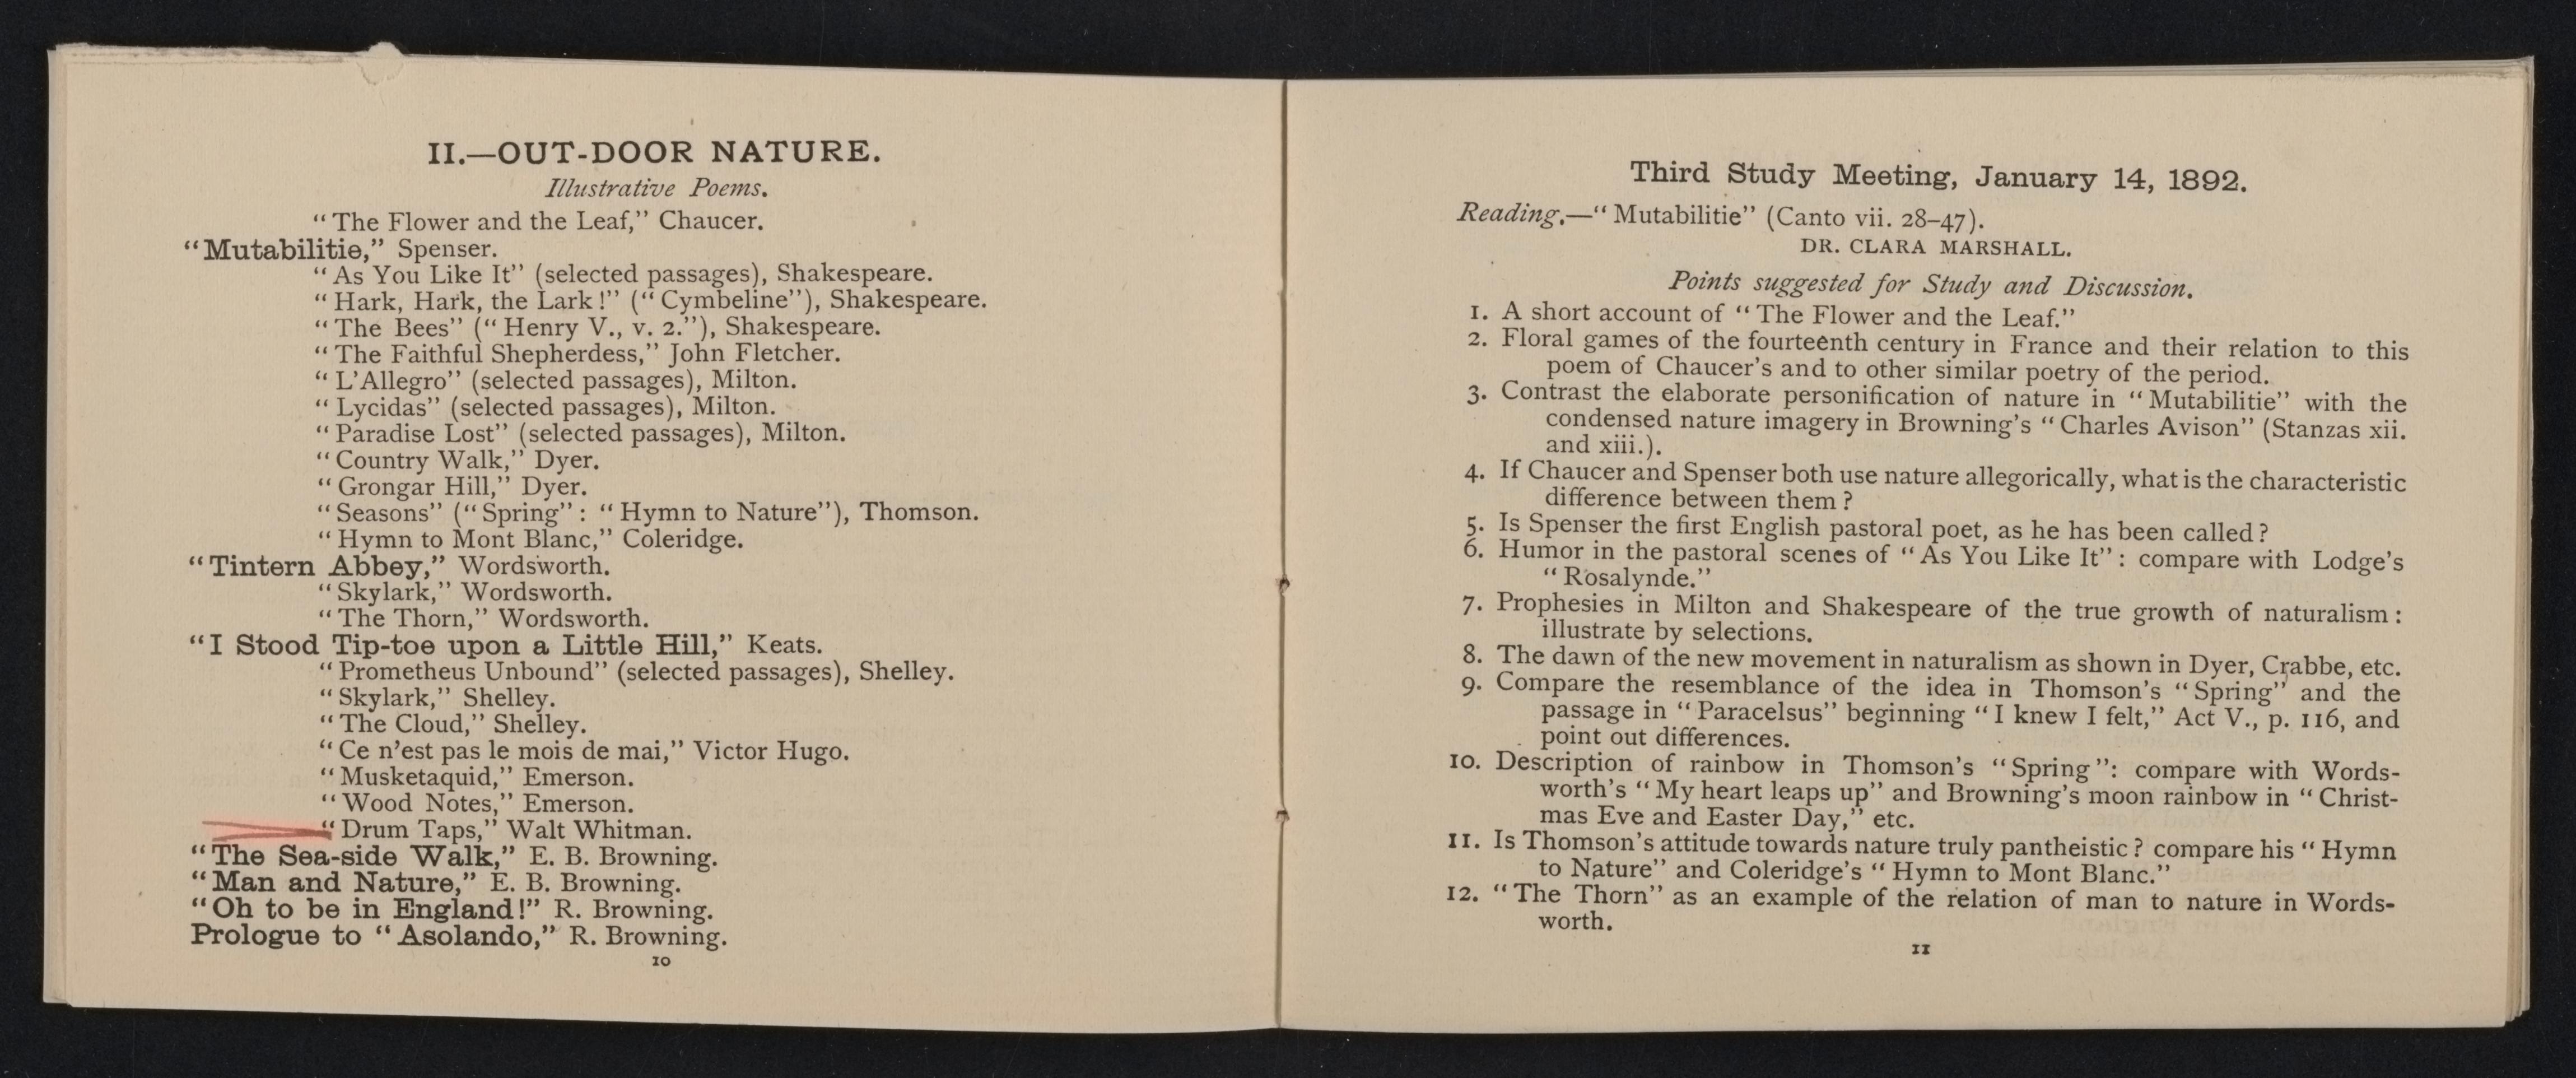 II.—OUT-DOOR NATURE.
Illustrative Poems.
“The Flower and the Leaf,” Chaucer.
“Mutabilitie,” Spenser.
“As You Like It” (selected passages), Shakespeare.
“Hark, Hark, the Lark!” (“Cymbeline”), Shakespeare.
“The Bees” (“Henry V., v. 2.”), Shakespeare.
“The Faithful Shepherdess,” John Fletcher.
“L’Allegro” (selected passages), Milton.
“Lycidas” (selected passages), Milton.
“Paradise Lost” (selected passages), Milton.
“Country Walk,” Dyer.
“Grongar Hill,” Dyer.
“Seasons” (“Spring”: “Hymn to Nature”), Thomson.
“Hymn to Mont Blanc,” Coleridge.
“Tintern Abbey,” Wordsworth.
“Skylark,” Wordsworth.
“The Thorn,” Wordsworth.
“I Stood Tip-toe upon a Little Hill,” Keats.
“Prometheus Unbound” (selected passages), Shelley.
“Skylark,” Shelley.
“The Cloud,” Shelley.
“Ce n’est pas le mois de mai,” Victor Hugo.
“Musketaquid,” Emerson.
“Wood Notes,” Emerson.
“Drum Taps,” Walt Whitman.
“The Sea-side Walk,” E. B. Browning.
“Man and Nature,” E. B. Browning.
“Oh to be in England!” R. Browning.
Prologue to “Asolando,” R. Browning.
10
Third Study Meeting, January 14, 1892.
Reading.—“Mutabilitie” (Canto vii. 28–47).
DR. CLARA MARSHALL.
Points suggested for Study and Discussion.
1. A short account of “The Flower and the Leaf.”
2. Floral games of the fourteenth century in France and their relation to this
poem of Chaucer’s and to other similar poetry of the period.
3. Contrast the elaborate personification of nature in “Mutabilitie” with the
condensed nature imagery in Browning’s “Charles Avison” (Stanzas xii.
and xiii.).
4. If Chaucer and Spenser both use nature allegorically, what is the characteristic
difference between them?
5. Is Spenser the first English pastoral poet, as he has been called?
6. Humor in the pastoral scenes of “As You Like It”: compare with Lodge’s
“Rosalynde.”
7. Prophesies in Milton and Shakespeare of the true growth of naturalism:
illustrate by selections.
8. The dawn of the new movement in naturalism as shown in Dyer, Crabbe, etc.
9. Compare the resemblance of the idea in Thomson’s “Spring” and the
passage in “Paracelsus” beginning “I knew I felt,” Act V., p. 116, and
point out differences.
10. Description of rainbow in Thomson’s “Spring”: compare with Words-
worth’s “My heart leaps up” and Browning’s moon rainbow in “Christ-
mas Eve and Easter Day,” etc.
11. Is Thomson’s attitude towards nature truly pantheistic? compare his “Hymn
to Nature” and Coleridge’s “Hymn to Mont Blanc.”
12. “The Thorn” as an example of the relation of man to nature in Words-
worth.
11